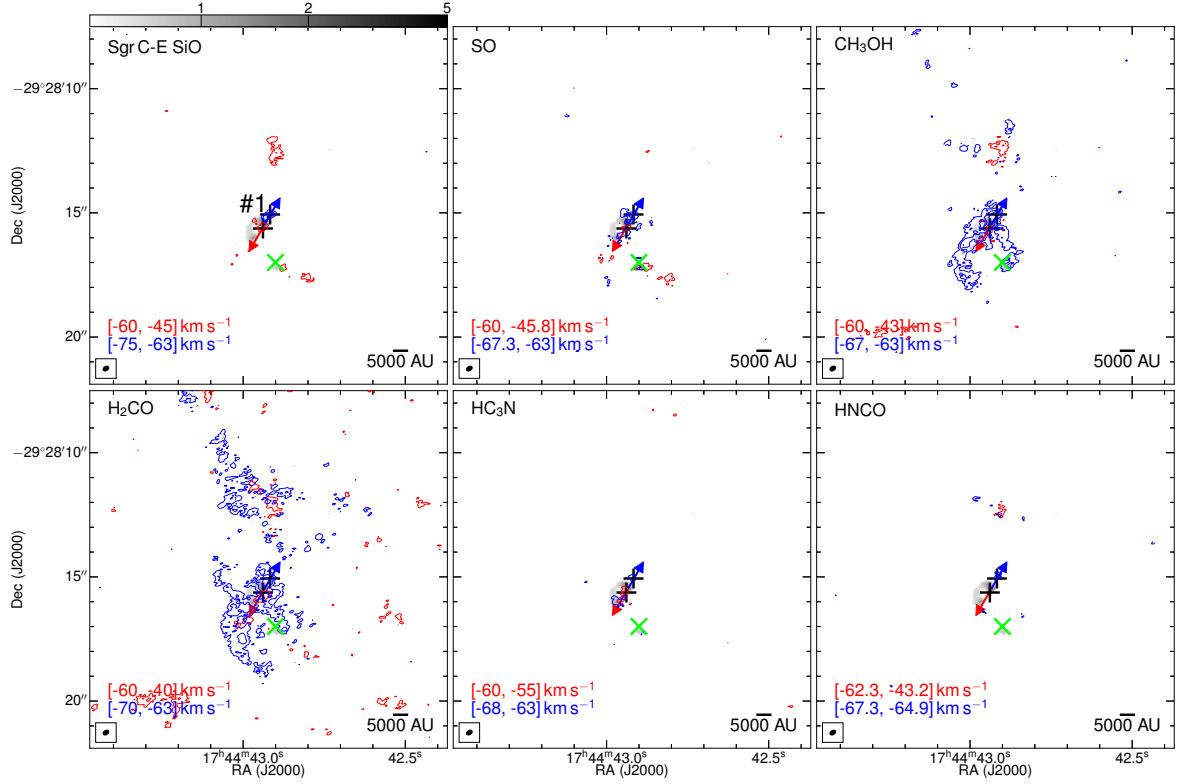 1 2 5
Sgr C-E SiO
SO
CH₃OH
#1
−29°28′10″
15″
20″
Dec (J2000)
[-60, -45] km s⁻¹
[-75, -63] km s⁻¹
5000 AU
[-60, -45.8] km s⁻¹
[-67.3, -63] km s⁻¹
5000 AU
[-60, -43] km s⁻¹
[-67, -63] km s⁻¹
5000 AU
H₂CO
HC₃N
HNCO
−29°28′10″
15″
20″
Dec (J2000)
[-60, -40] km s⁻¹
[-70, -63] km s⁻¹
5000 AU
[-60, -55] km s⁻¹
[-68, -63] km s⁻¹
5000 AU
[-62.3, -43.2] km s⁻¹
[-67.3, -64.9] km s⁻¹
5000 AU
17ʰ44ᵐ43.0ˢ 42.5ˢ
RA (J2000)
17ʰ44ᵐ43.0ˢ 42.5ˢ
RA (J2000)
17ʰ44ᵐ43.0ˢ 42.5ˢ
RA (J2000)